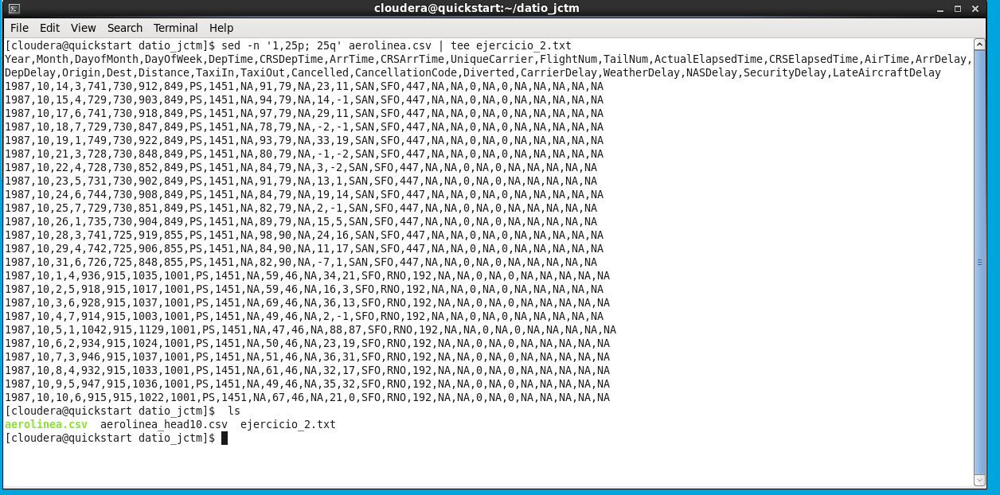 cloudera@quickstart:~/datio_jctm
File Edit View Search Terminal Help
[cloudera@quickstart datio_jctm]$ sed -n '1,25p; 25q' aerolinea.csv | tee ejercicio_2.txt
Year,Month,DayofMonth,DayOfWeek,DepTime,CRSDepTime,ArrTime,CRSArrTime,UniqueCarrier,FlightNum,TailNum,ActualElapsedTime,CRSElapsedTime,AirTime,ArrDelay,
DepDelay,Origin,Dest,Distance,TaxiIn,TaxiOut,Cancelled,CancellationCode,Diverted,CarrierDelay,WeatherDelay,NASDelay,SecurityDelay,LateAircraftDelay
1987,10,14,3,741,730,912,849,PS,1451,NA,91,79,NA,23,11,SAN,SFO,447,NA,NA,0,NA,0,NA,NA,NA,NA,NA
1987,10,15,4,729,730,903,849,PS,1451,NA,94,79,NA,14,-1,SAN,SFO,447,NA,NA,0,NA,0,NA,NA,NA,NA,NA
1987,10,17,6,741,730,918,849,PS,1451,NA,97,79,NA,29,11,SAN,SFO,447,NA,NA,0,NA,0,NA,NA,NA,NA,NA
1987,10,18,7,729,730,847,849,PS,1451,NA,78,79,NA,-2,-1,SAN,SFO,447,NA,NA,0,NA,0,NA,NA,NA,NA,NA
1987,10,19,1,749,730,922,849,PS,1451,NA,93,79,NA,33,19,SAN,SFO,447,NA,NA,0,NA,0,NA,NA,NA,NA,NA
1987,10,21,3,728,730,848,849,PS,1451,NA,80,79,NA,-1,-2,SAN,SFO,447,NA,NA,0,NA,0,NA,NA,NA,NA,NA
1987,10,22,4,728,730,852,849,PS,1451,NA,84,79,NA,3,-2,SAN,SFO,447,NA,NA,0,NA,0,NA,NA,NA,NA,NA
1987,10,23,5,731,730,902,849,PS,1451,NA,91,79,NA,13,1,SAN,SFO,447,NA,NA,0,NA,0,NA,NA,NA,NA,NA
1987,10,24,6,744,730,908,849,PS,1451,NA,84,79,NA,19,14,SAN,SFO,447,NA,NA,0,NA,0,NA,NA,NA,NA,NA
1987,10,25,7,729,730,851,849,PS,1451,NA,82,79,NA,2,-1,SAN,SFO,447,NA,NA,0,NA,0,NA,NA,NA,NA,NA
1987,10,26,1,735,730,904,849,PS,1451,NA,89,79,NA,15,5,SAN,SFO,447,NA,NA,0,NA,0,NA,NA,NA,NA,NA
1987,10,28,3,741,725,919,855,PS,1451,NA,98,90,NA,24,16,SAN,SFO,447,NA,NA,0,NA,0,NA,NA,NA,NA,NA
1987,10,29,4,742,725,906,855,PS,1451,NA,84,90,NA,11,17,SAN,SFO,447,NA,NA,0,NA,0,NA,NA,NA,NA,NA
1987,10,31,6,726,725,848,855,PS,1451,NA,82,90,NA,-7,1,SAN,SFO,447,NA,NA,0,NA,0,NA,NA,NA,NA,NA
1987,10,1,4,936,915,1035,1001,PS,1451,NA,59,46,NA,34,21,SFO,RNO,192,NA,NA,0,NA,0,NA,NA,NA,NA,NA
1987,10,2,5,918,915,1017,1001,PS,1451,NA,59,46,NA,16,3,SFO,RNO,192,NA,NA,0,NA,0,NA,NA,NA,NA,NA
1987,10,3,6,928,915,1037,1001,PS,1451,NA,69,46,NA,36,13,SFO,RNO,192,NA,NA,0,NA,0,NA,NA,NA,NA,NA
1987,10,4,7,914,915,1003,1001,PS,1451,NA,49,46,NA,2,-1,SFO,RNO,192,NA,NA,0,NA,0,NA,NA,NA,NA,NA
1987,10,5,1,1042,915,1129,1001,PS,1451,NA,47,46,NA,88,87,SFO,RNO,192,NA,NA,0,NA,0,NA,NA,NA,NA,NA
1987,10,6,2,934,915,1024,1001,PS,1451,NA,50,46,NA,23,19,SFO,RNO,192,NA,NA,0,NA,0,NA,NA,NA,NA,NA
1987,10,7,3,946,915,1037,1001,PS,1451,NA,51,46,NA,36,31,SFO,RNO,192,NA,NA,0,NA,0,NA,NA,NA,NA,NA
1987,10,8,4,932,915,1033,1001,PS,1451,NA,61,46,NA,32,17,SFO,RNO,192,NA,NA,0,NA,0,NA,NA,NA,NA,NA
1987,10,9,5,947,915,1036,1001,PS,1451,NA,49,46,NA,35,32,SFO,RNO,192,NA,NA,0,NA,0,NA,NA,NA,NA,NA
1987,10,10,6,915,915,1022,1001,PS,1451,NA,67,46,NA,21,0,SFO,RNO,192,NA,NA,0,NA,0,NA,NA,NA,NA,NA
[cloudera@quickstart datio_jctm]$  ls
aerolinea.csv  aerolinea_head10.csv  ejercicio_2.txt
[cloudera@quickstart datio_jctm]$